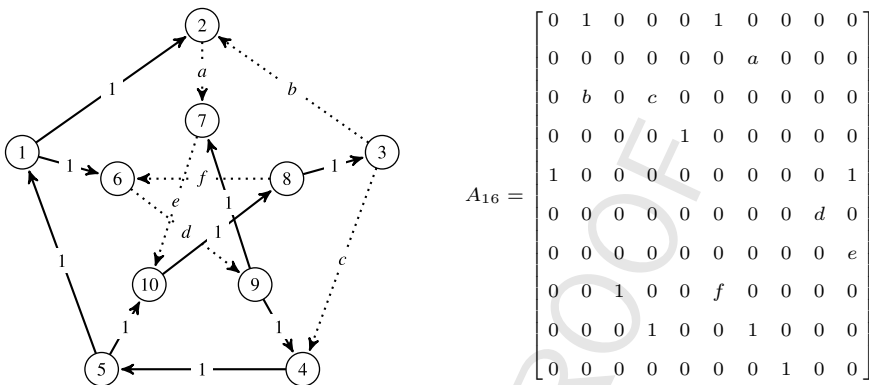 2
a
b
1
7
1
3
1
6
f
8
1
1
e
1
d
1
c
1
10
9
1
1
5
1
4
A₁₆ =
0 1 0 0 0 1 0 0 0 0
0 0 0 0 0 0 a 0 0 0
0 b 0 c 0 0 0 0 0 0
0 0 0 0 1 0 0 0 0 0
1 0 0 0 0 0 0 0 0 1
0 0 0 0 0 0 0 0 d 0
0 0 0 0 0 0 0 0 0 e
0 0 1 0 0 f 0 0 0 0
0 0 0 1 0 0 1 0 0 0
0 0 0 0 0 0 0 1 0 0
ROOF